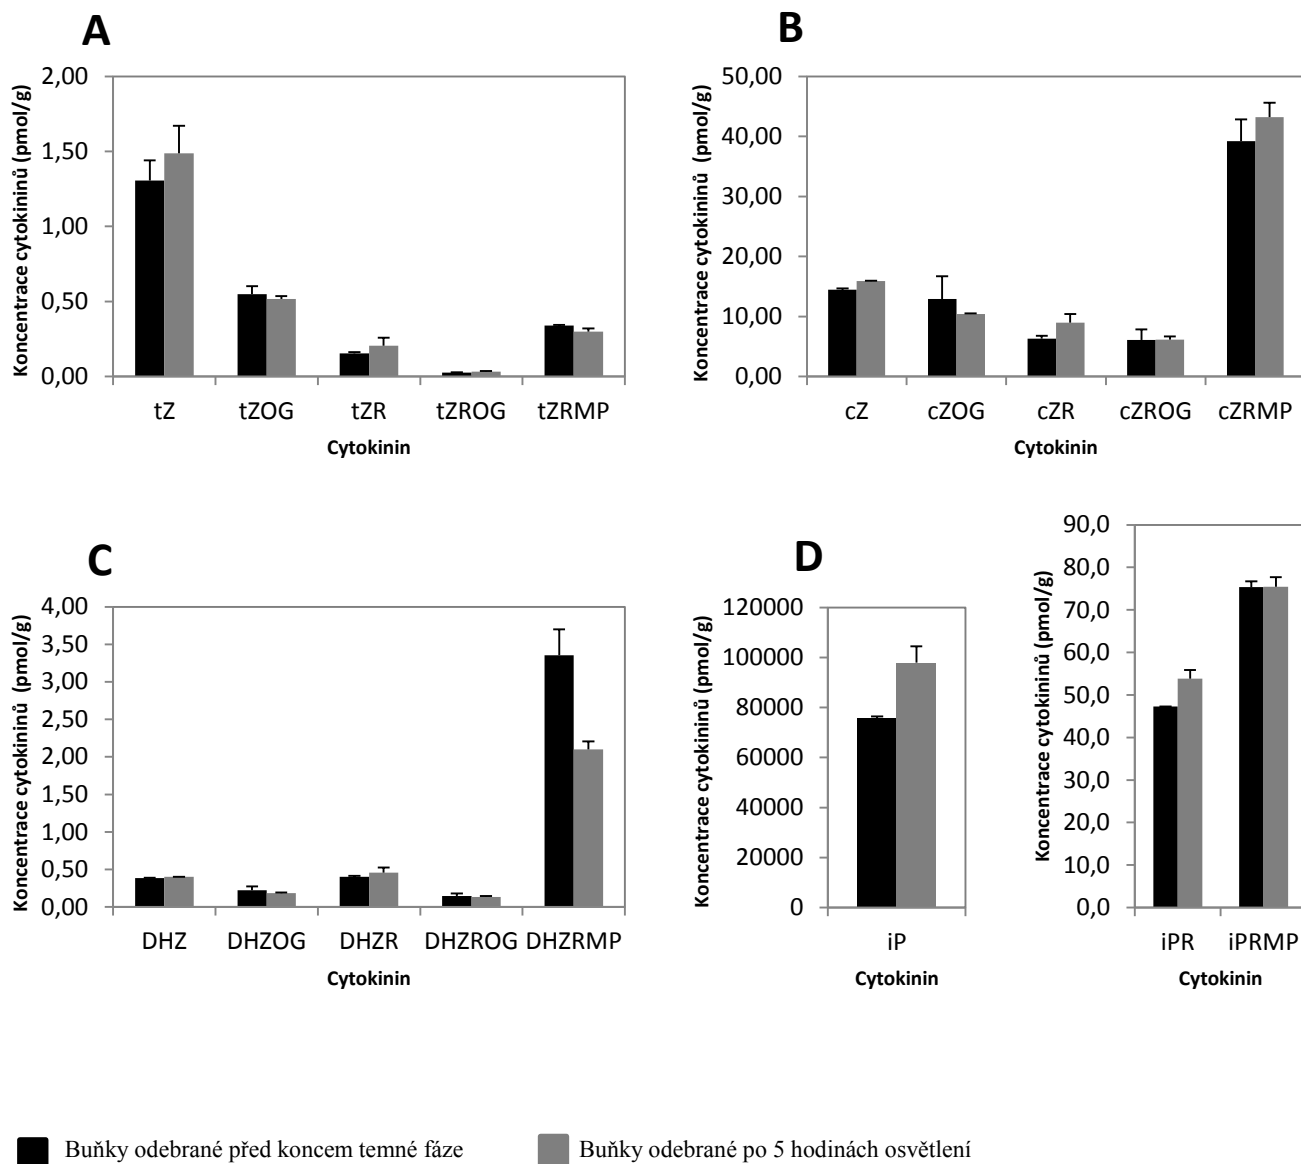 A
Koncentrace cytokininů (pmol/g)
2,00
1,50
1,00
0,50
0,00
tZ tZOG tZR tZROG tZRMP
Cytokinin
B
Koncentrace cytokininů (pmol/g)
50,00
40,00
30,00
20,00
10,00
0,00
cZ cZOG cZR cZROG cZRMP
Cytokinin
C
Koncentrace cytokininů (pmol/g)
4,00
3,50
3,00
2,50
2,00
1,50
1,00
0,50
0,00
DHZ DHZOG DHZR DHZROG DHZRMP
Cytokinin
D
Koncentrace cytokininů (pmol/g)
120000
100000
80000
60000
40000
20000
0
iP
Cytokinin
Koncentrace cytokininů (pmol/g)
90,0
80,0
70,0
60,0
50,0
40,0
30,0
20,0
10,0
0,0
iPR iPRMP
Cytokinin
Buňky odebrané před koncem temné fáze
Buňky odebrané po 5 hodinách osvětlení